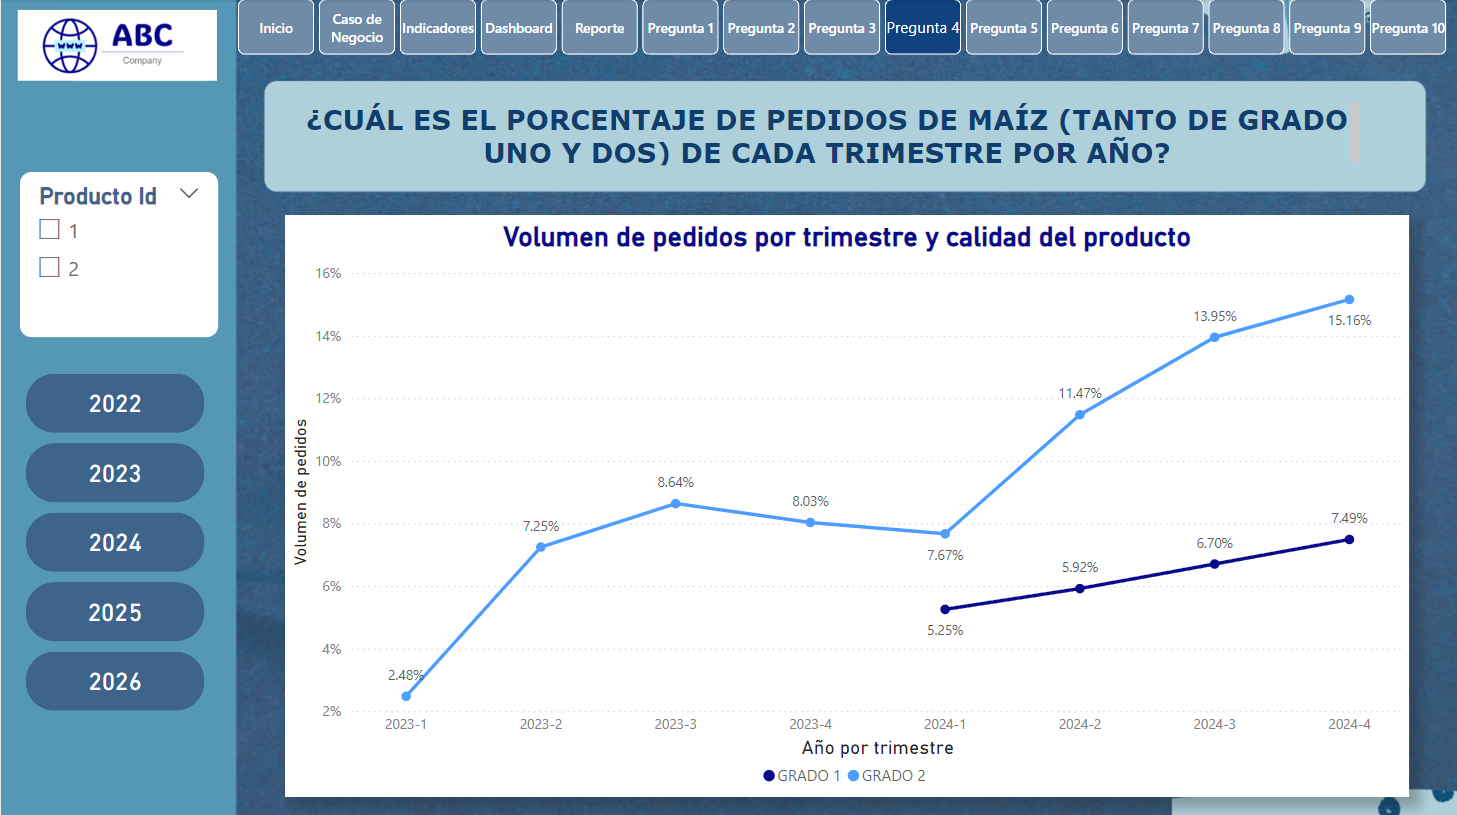 www
ABC
Company
Inicio
Caso de
Negocio
Indicadores
Dashboard
Reporte
Pregunta 1
Pregunta 2
Pregunta 3
Pregunta 4
Pregunta 5
Pregunta 6
Pregunta 7
Pregunta 8
Pregunta 9
Pregunta 10
¿CUÁL ES EL PORCENTAJE DE PEDIDOS DE MAÍZ (TANTO DE GRADO
UNO Y DOS) DE CADA TRIMESTRE POR AÑO?
Producto Id
1
2
2022
2023
2024
2025
2026
Volumen de pedidos por trimestre y calidad del producto
Volumen de pedidos
16%
14%
12%
10%
8%
6%
4%
2%
2.48%
7.25%
8.64%
8.03%
7.67%
11.47%
13.95%
15.16%
5.25%
5.92%
6.70%
7.49%
2023-1
2023-2
2023-3
2023-4
2024-1
2024-2
2024-3
2024-4
Año por trimestre
GRADO 1
GRADO 2